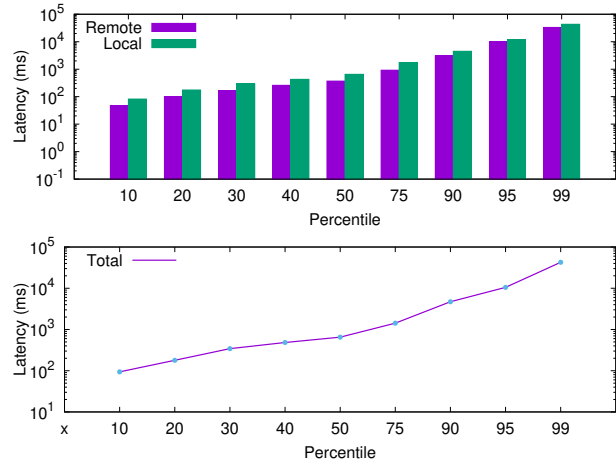 10^5
10^4
10^3
10^2
10^1
10^0
10^-1
Latency (ms)
Remote
Local
10 20 30 40 50 75 90 95 99
Percentile
10^5
10^4
10^3
10^2
10^1
Latency (ms)
Total
x 10 20 30 40 50 75 90 95 99
Percentile